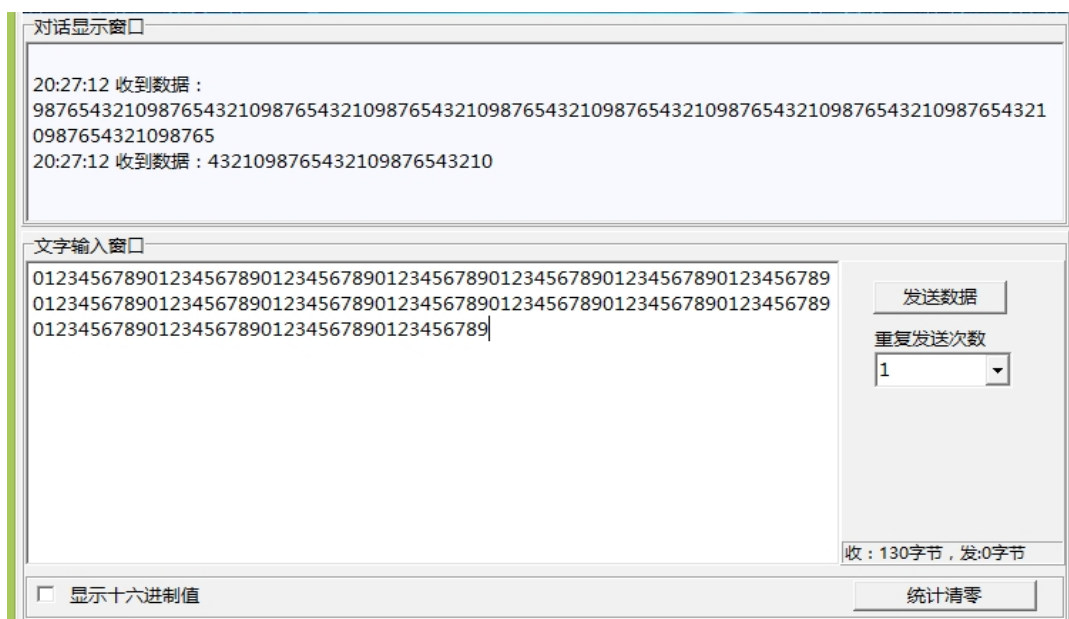 对话显示窗口
20:27:12 收到数据：
98765432109876543210987654321098765432109876543210987654321098765432109876543210987654321
0987654321098765
20:27:12 收到数据：4321098765432109876543210
文字输入窗口
0123456789012345678901234567890123456789012345678901234567890123456789
0123456789012345678901234567890123456789012345678901234567890123456789
0123456789012345678901234567890123456789
发送数据
重复发送次数
1
收：130字节，发:0字节
显示十六进制值
统计清零